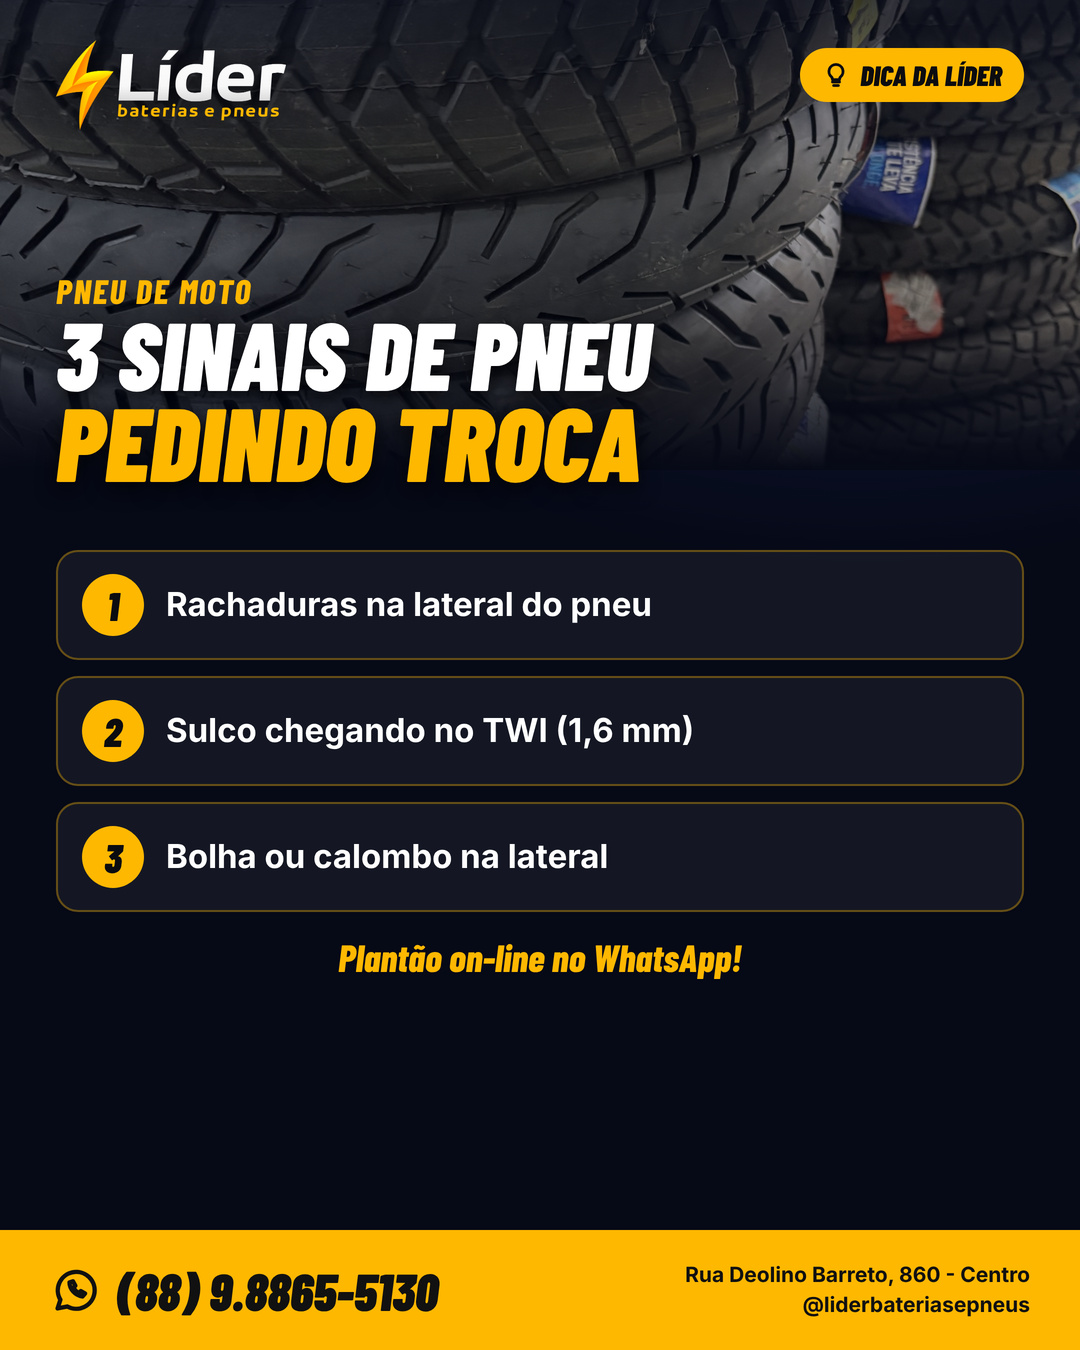 Líder
baterias e pneus
DICA DA LÍDER
PNEU DE MOTO
3 SINAIS DE PNEU
PEDINDO TROCA
1 Rachaduras na lateral do pneu
2 Sulco chegando no TWI (1,6 mm)
3 Bolha ou calombo na lateral
Plantão on-line no WhatsApp!
(88) 9.8865-5130
Rua Deolino Barreto, 860 - Centro
@liderbateriasepneus